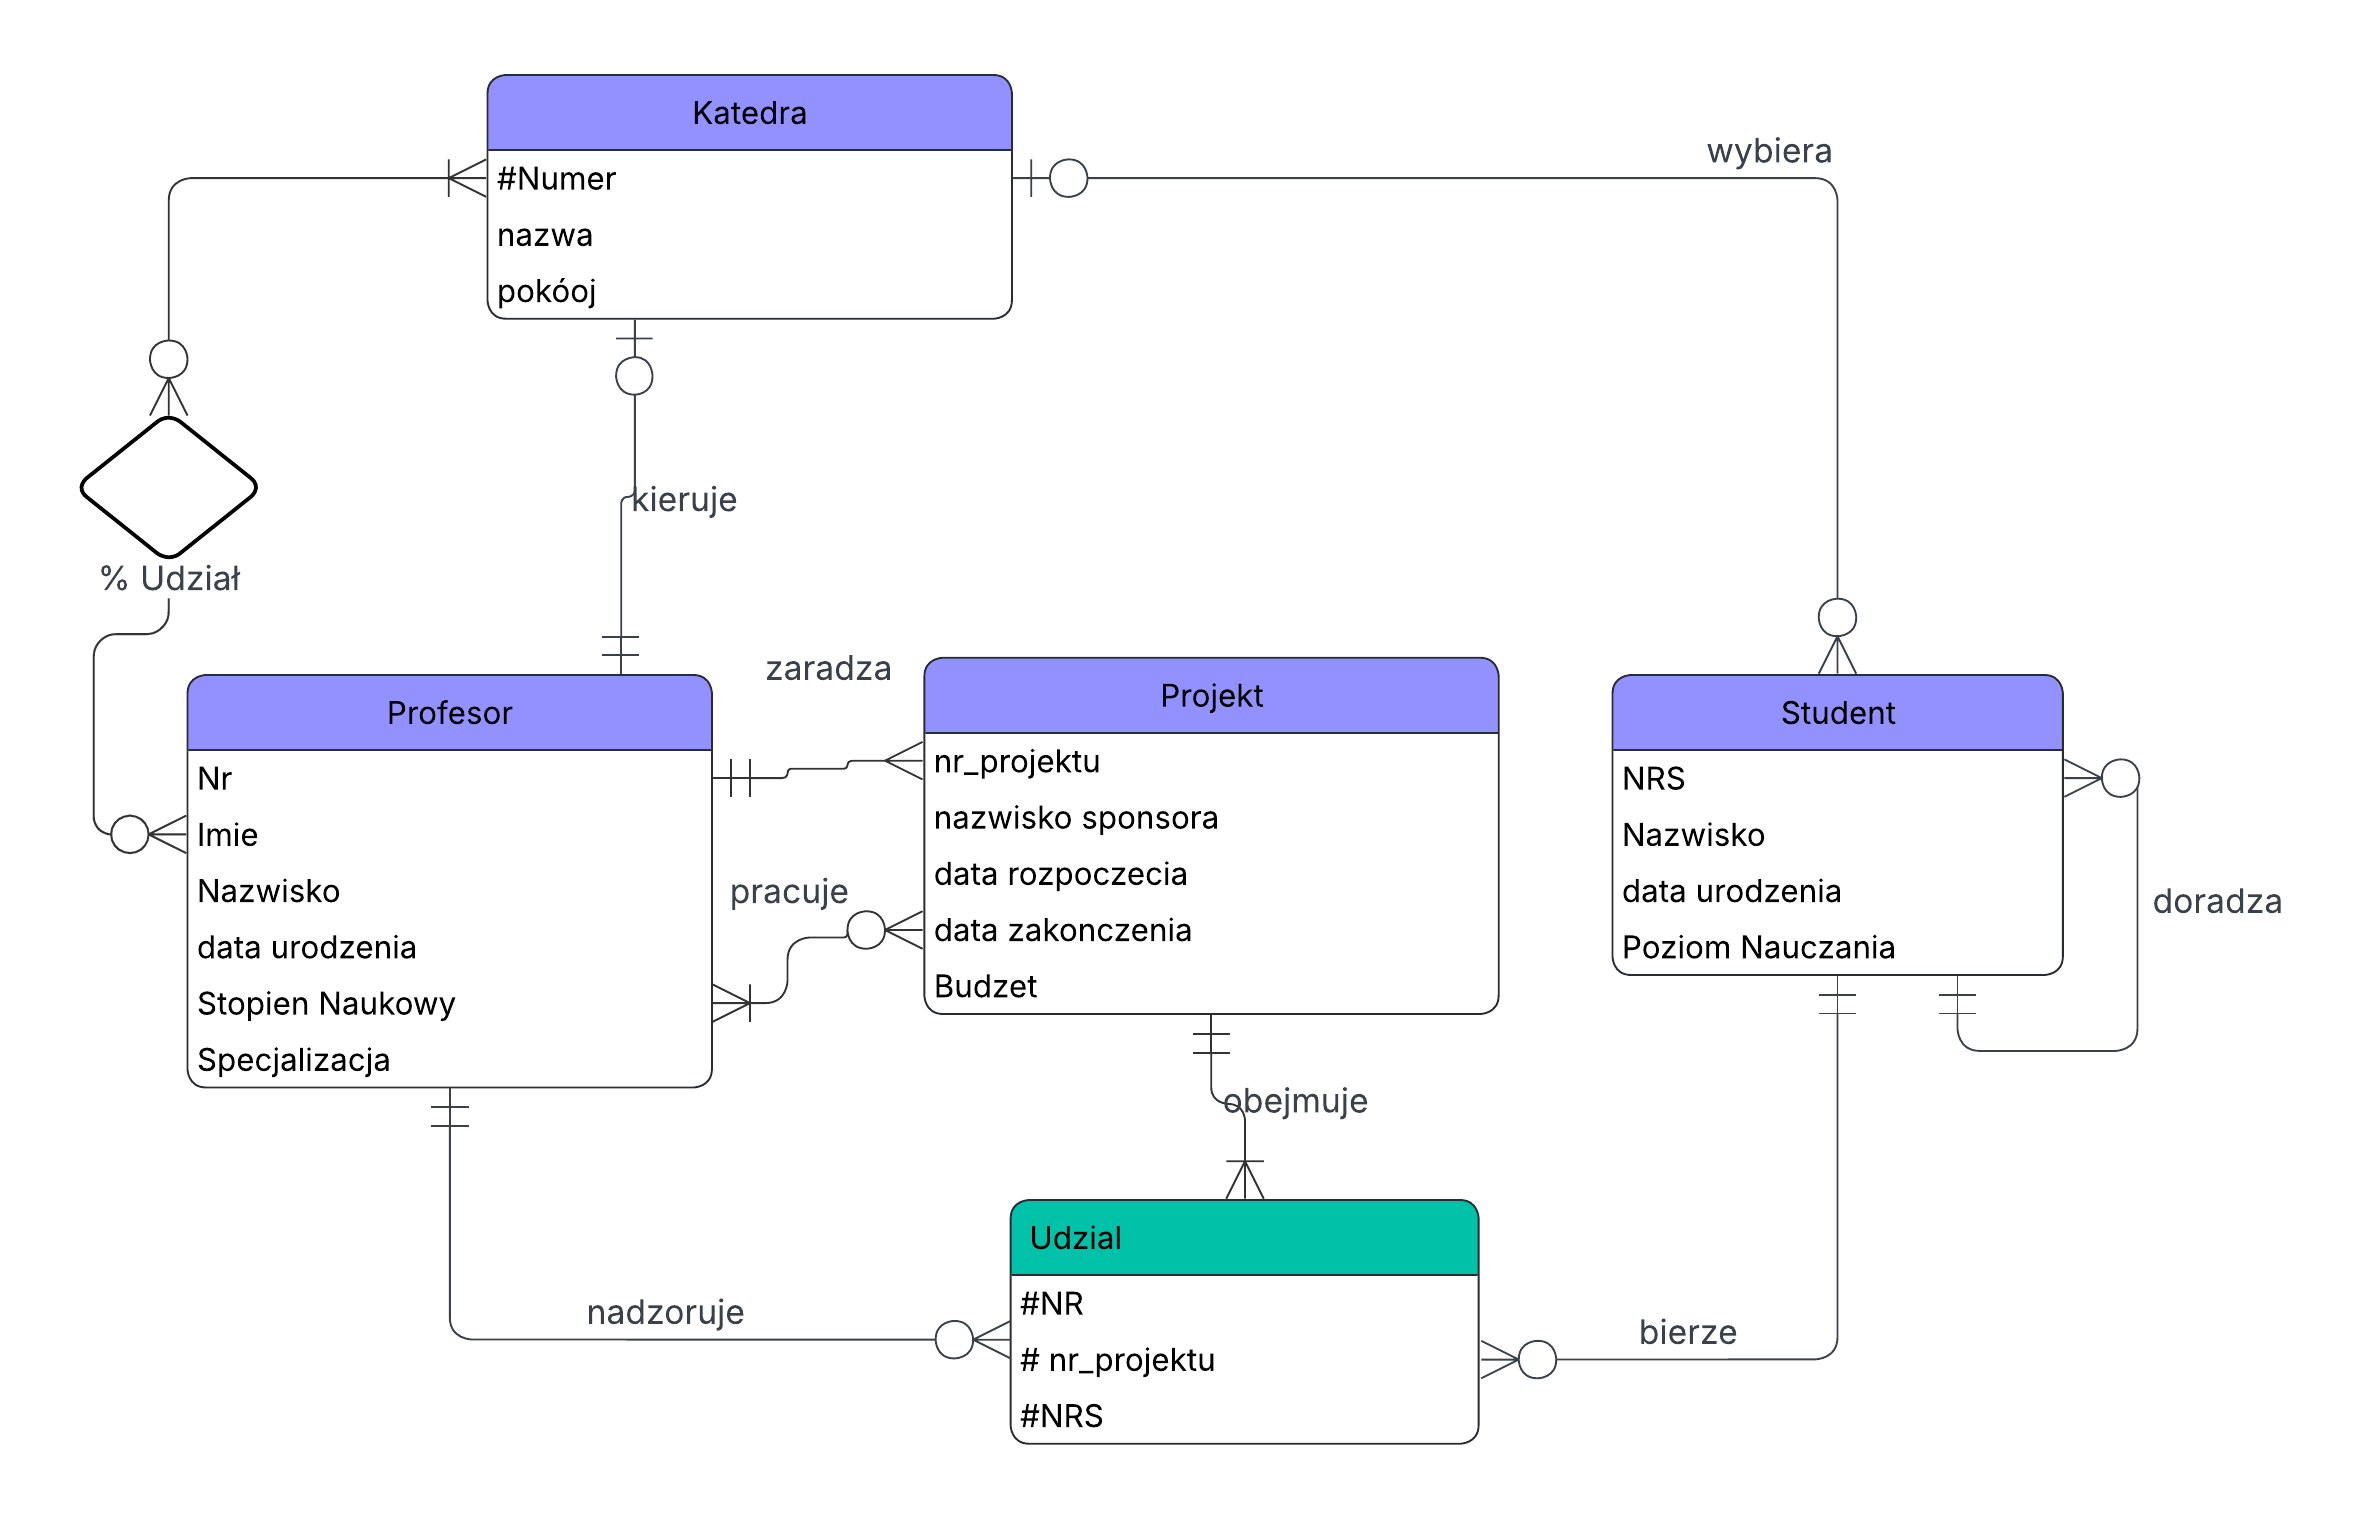 Katedra
#Numer
nazwa
pokóoj
wybiera
kieruje
% Udział
Profesor
Nr
Imie
Nazwisko
data urodzenia
Stopien Naukowy
Specjalizacja
zaradza
pracuje
Projekt
nr_projektu
nazwisko sponsora
data rozpoczecia
data zakonczenia
Budzet
Student
NRS
Nazwisko
data urodzenia
Poziom Nauczania
doradza
obejmuje
nadzoruje
Udzial
#NR
# nr_projektu
#NRS
bierze